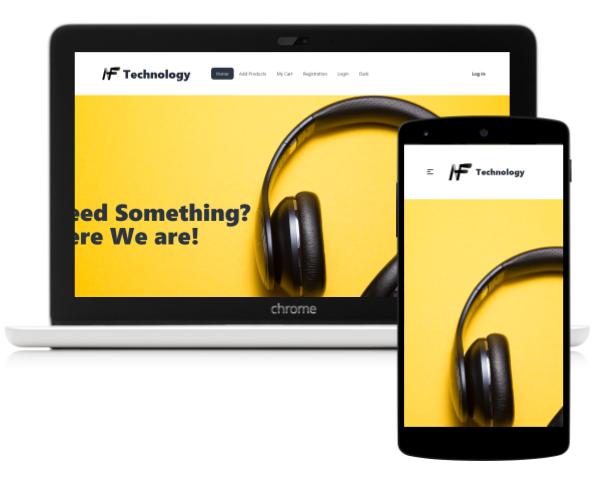 HF Technology
Home Add Products My Cart Registration Login Dark Log in
eed Something?
ere We are!
chrome
HF Technology